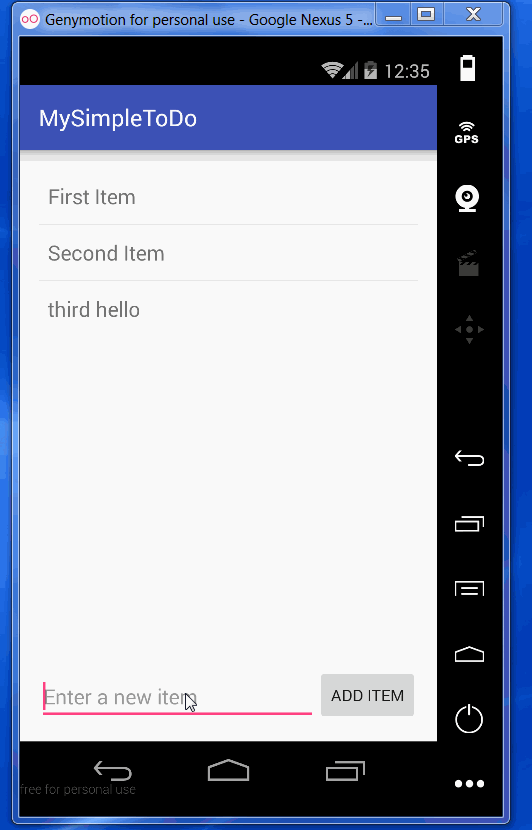 Genymotion for personal use - Google Nexus 5 -...
12:35
GPS
MySimpleToDo
First Item
Second Item
third hello
Enter a new item
ADD ITEM
free for personal use